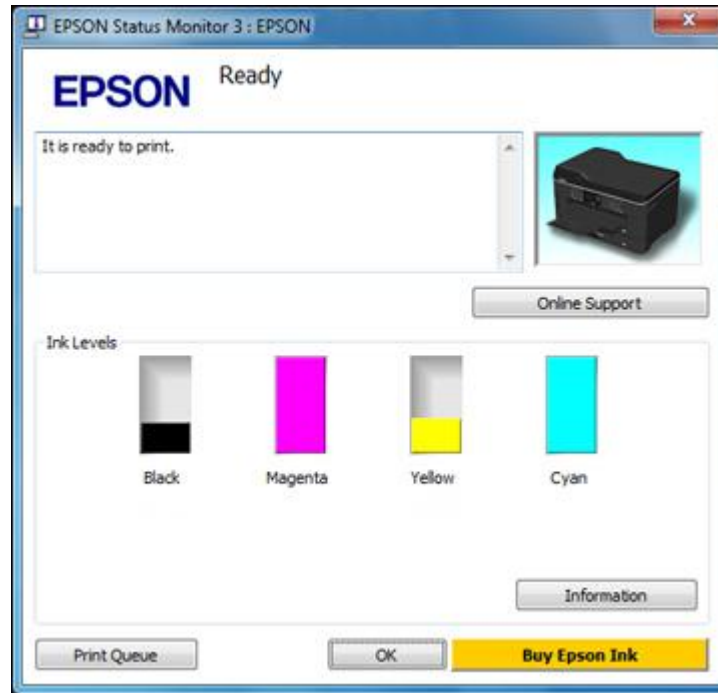 EPSON Status Monitor 3 : EPSON
EPSON
Ready
It is ready to print.
Online Support
Ink Levels
Black
Magenta
Yellow
Cyan
Information
Print Queue
OK
Buy Epson Ink